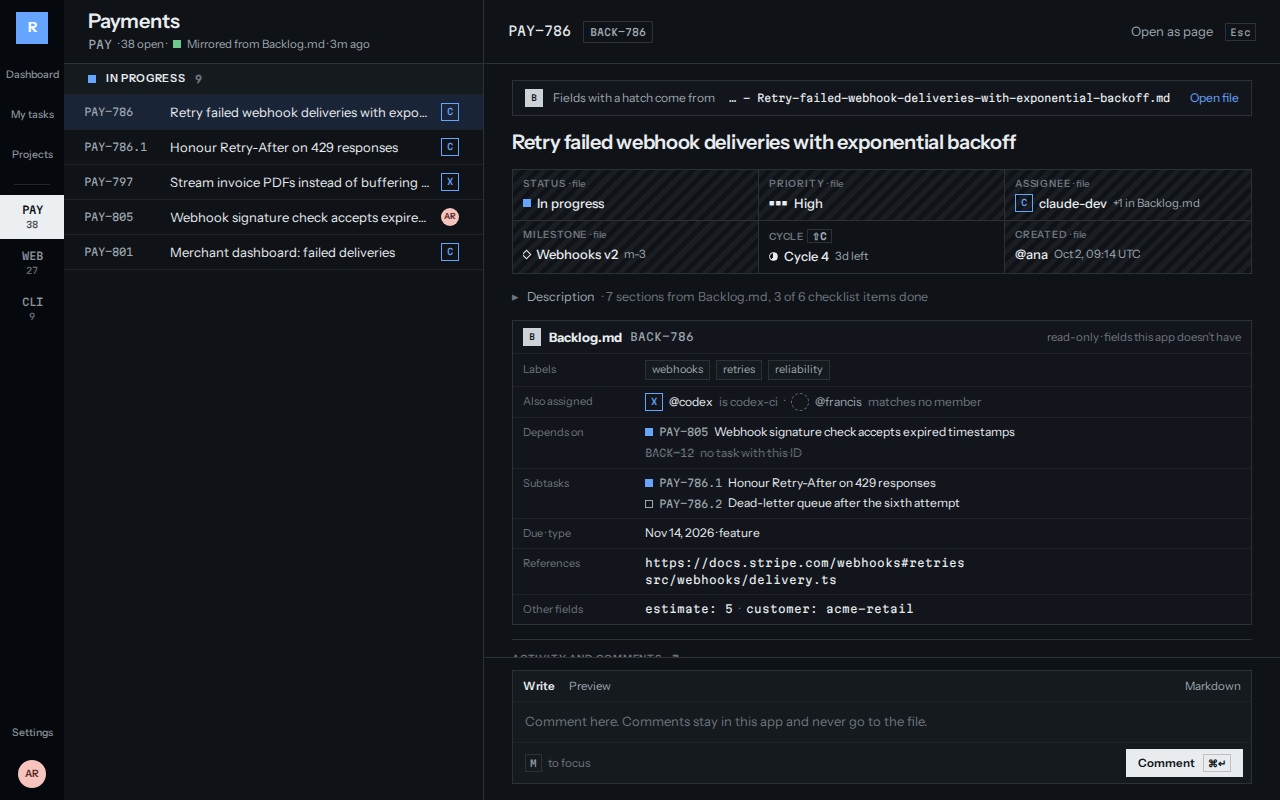 R
Dashboard
My tasks
Projects
PAY
38
WEB
27
CLI
9
Settings
AR
Payments
PAY · 38 open · Mirrored from Backlog.md · 3m ago
IN PROGRESS 9
PAY-786 Retry failed webhook deliveries with expo… C
PAY-786.1 Honour Retry-After on 429 responses C
PAY-797 Stream invoice PDFs instead of buffering … X
PAY-805 Webhook signature check accepts expire… AR
PAY-801 Merchant dashboard: failed deliveries C
PAY-786 BACK-786 Open as page Esc
B Fields with a hatch come from … – Retry-failed-webhook-deliveries-with-exponential-backoff.md Open file
Retry failed webhook deliveries with exponential backoff
STATUS · file PRIORITY · file ASSIGNEE · file
In progress High C claude-dev +1 in Backlog.md
MILESTONE · file CYCLE ⇧C CREATED · file
Webhooks v2 m-3 Cycle 4 3d left @ana Oct 2, 09:14 UTC
▸ Description · 7 sections from Backlog.md, 3 of 6 checklist items done
B Backlog.md BACK-786 read-only · fields this app doesn't have
Labels webhooks retries reliability
Also assigned X @codex is codex-ci · @francis matches no member
Depends on PAY-805 Webhook signature check accepts expired timestamps
BACK-12 no task with this ID
Subtasks PAY-786.1 Honour Retry-After on 429 responses
PAY-786.2 Dead-letter queue after the sixth attempt
Due · type Nov 14, 2026 · feature
References https://docs.stripe.com/webhooks#retries
src/webhooks/delivery.ts
Other fields estimate: 5 · customer: acme-retail
ACTIVITY AND COMMENTS
Write Preview Markdown
Comment here. Comments stay in this app and never go to the file.
M to focus Comment ⌘↵